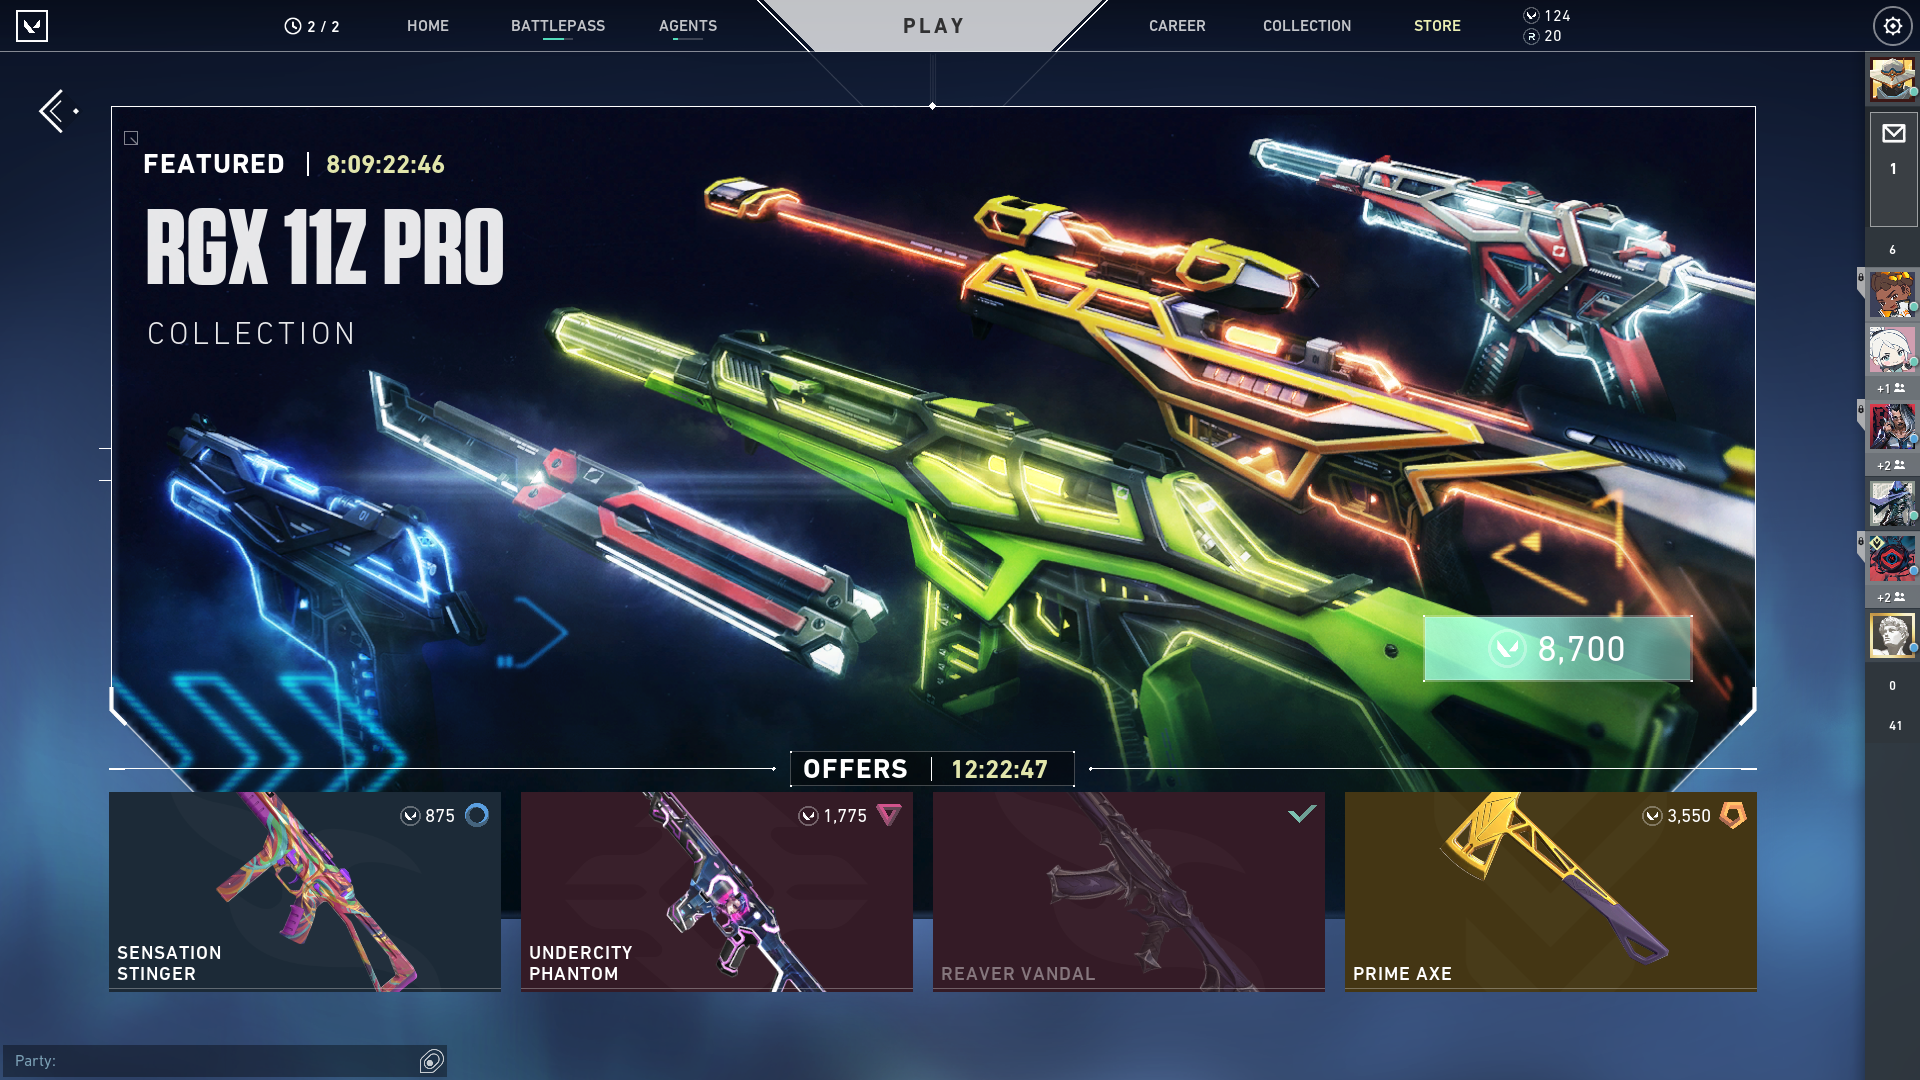 2 / 2
HOME
BATTLEPASS
AGENTS
PLAY
CAREER
COLLECTION
STORE
124
R 20
FEATURED | 8:09:22:46
RGX 11Z PRO
COLLECTION
8,700
OFFERS | 12:22:47
875
SENSATION
STINGER
1,775
UNDERCITY
PHANTOM
REAVER VANDAL
3,550
PRIME AXE
1
6
+1
+2
+2
0
41
Party: